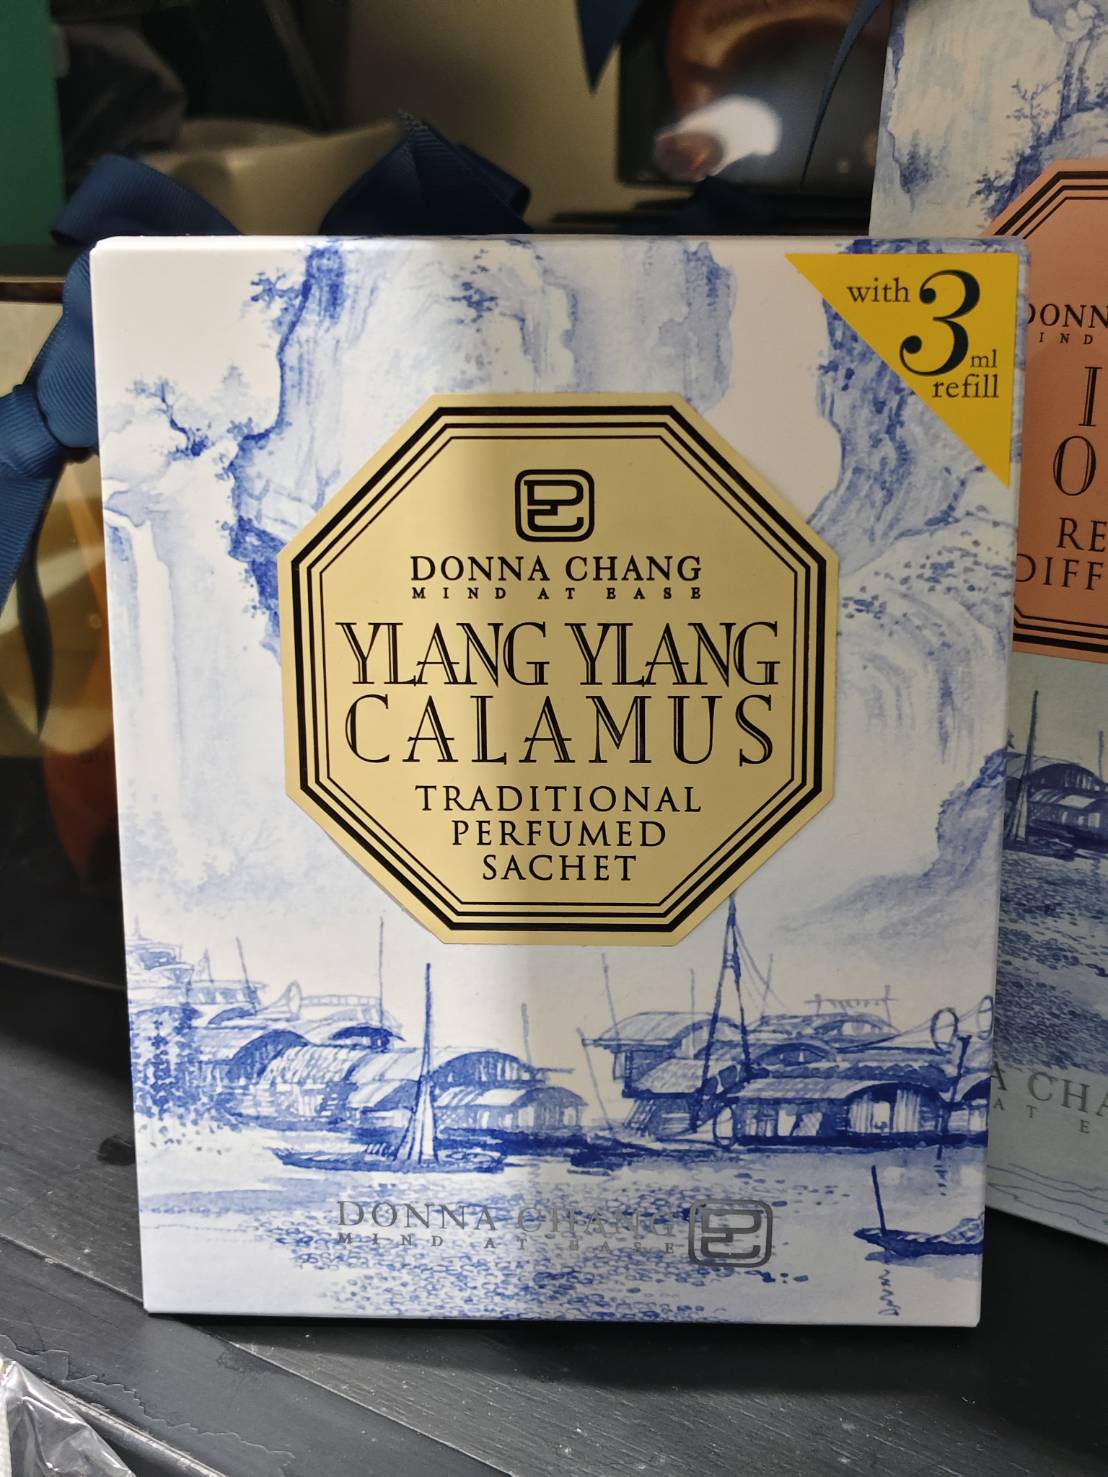 with 3 ml
refill
DONNA CHANG
MIND AT EASE
YLANG YLANG
CALAMUS
TRADITIONAL
PERFUMED
SACHET
DONNA CHANG
MIND AT EASE